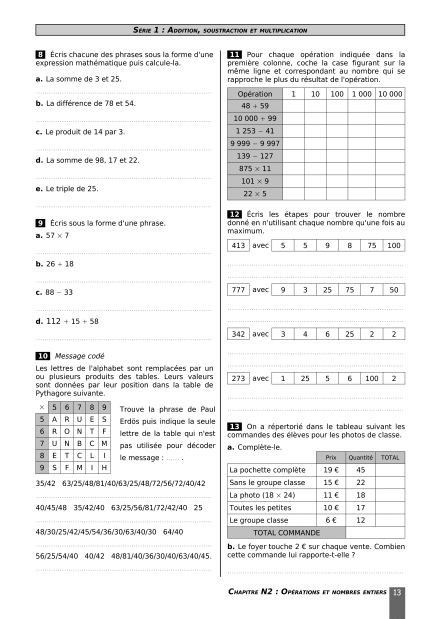 SÉRIE 1 : ADDITION, SOUSTRACTION ET MULTIPLICATION
8 Écris chacune des phrases sous la forme d'une
expression mathématique puis calcule-la.
a. La somme de 3 et 25.
b. La différence de 78 et 54.
c. Le produit de 14 par 3.
d. La somme de 98, 17 et 22.
e. Le triple de 25.
9 Écris sous la forme d'une phrase.
a. 57 × 7
b. 26 + 18
c. 88 − 33
d. 112 + 15 + 58
10 Message codé
Les lettres de l'alphabet sont remplacées par un
ou plusieurs produits des tables. Leurs valeurs
sont données par leur position dans la table de
Pythagore suivante.
× 5 6 7 8 9
5 A R U E S
6 R O N T F
7 U N B C M
8 E T C L I
9 S F M I H
Trouve la phrase de Paul
Erdös puis indique la seule
lettre de la table qui n'est
pas utilisée pour décoder
le message : ....... .
35/42 63/25/48/81/40/63/25/48/72/56/72/40/42
40/45/48 35/42/40 63/25/56/81/72/42/40 25
48/30/25/42/45/54/36/30/63/40/30 64/40
56/25/54/40 40/42 48/81/40/36/30/40/63/40/45.
11 Pour chaque opération indiquée dans la
première colonne, coche la case figurant sur la
même ligne et correspondant au nombre qui se
rapproche le plus du résultat de l'opération.
Opération 1 10 100 1 000 10 000
48 + 59
10 000 + 99
1 253 − 41
9 999 − 9 997
139 − 127
875 × 11
101 × 9
22 × 5
12 Écris les étapes pour trouver le nombre
donné en n'utilisant chaque nombre qu'une fois au
maximum.
413 avec 5 5 9 8 75 100
777 avec 9 3 25 75 7 50
342 avec 3 4 6 25 2 2
273 avec 1 25 5 6 100 2
13 On a répertorié dans le tableau suivant les
commandes des élèves pour les photos de classe.
a. Complète-le.
Prix Quantité TOTAL
La pochette complète 19 € 45
Sans le groupe classe 15 € 22
La photo (18 × 24) 11 € 18
Toutes les petites 10 € 17
Le groupe classe 6 € 12
TOTAL COMMANDE
b. Le foyer touche 2 € sur chaque vente. Combien
cette commande lui rapporte-t-elle ?
CHAPITRE N2 : OPÉRATIONS ET NOMBRES ENTIERS 13